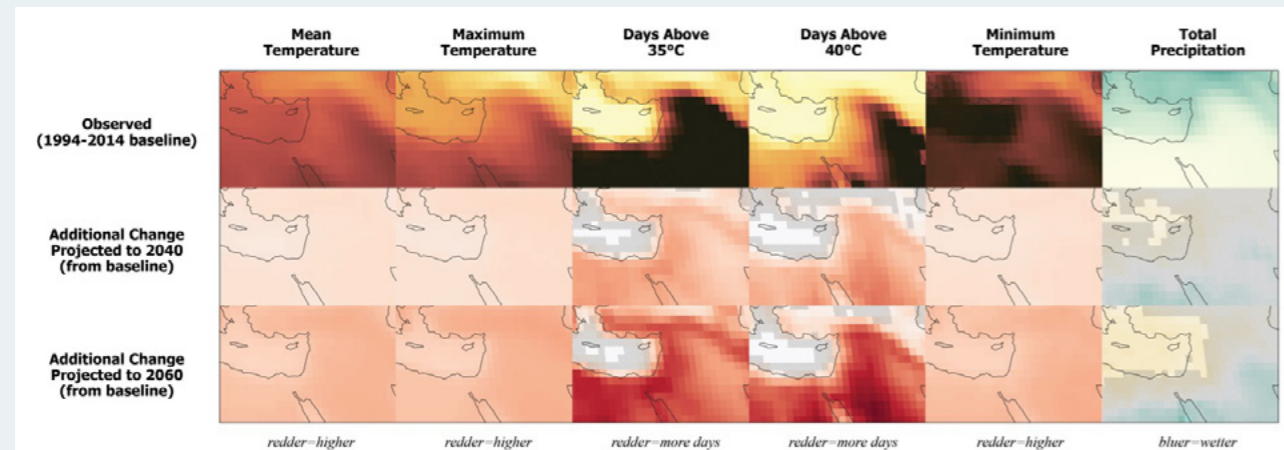 Mean
Temperature
Maximum
Temperature
Days Above
35°C
Days Above
40°C
Minimum
Temperature
Total
Precipitation
Observed
(1994-2014 baseline)
Additional Change
Projected to 2040
(from baseline)
Additional Change
Projected to 2060
(from baseline)
redder=higher
redder=higher
redder=more days
redder=more days
redder=higher
bluer=wetter